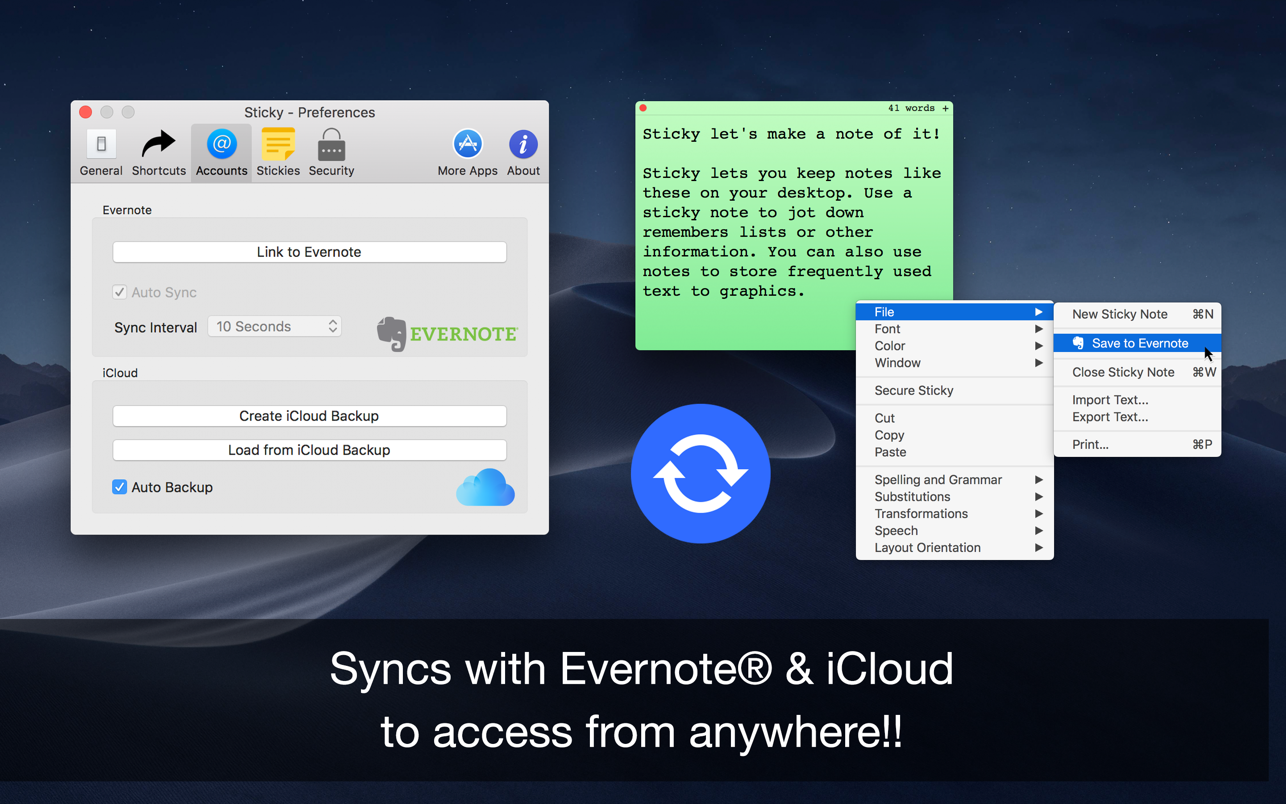 Sticky - Preferences
General Shortcuts Accounts Stickies Security More Apps About
Evernote
Link to Evernote
Auto Sync
Sync Interval 10 Seconds
EVERNOTE
iCloud
Create iCloud Backup
Load from iCloud Backup
Auto Backup
41 words +
Sticky let's make a note of it!
Sticky lets you keep notes like
these on your desktop. Use a
sticky note to jot down
remembers lists or other
information. You can also use
notes to store frequently used
text to graphics.
File
Font
Color
Window
Secure Sticky
Cut
Copy
Paste
Spelling and Grammar
Substitutions
Transformations
Speech
Layout Orientation
New Sticky Note ⌘N
Save to Evernote
Close Sticky Note ⌘W
Import Text...
Export Text...
Print... ⌘P
Syncs with Evernote® & iCloud
to access from anywhere!!